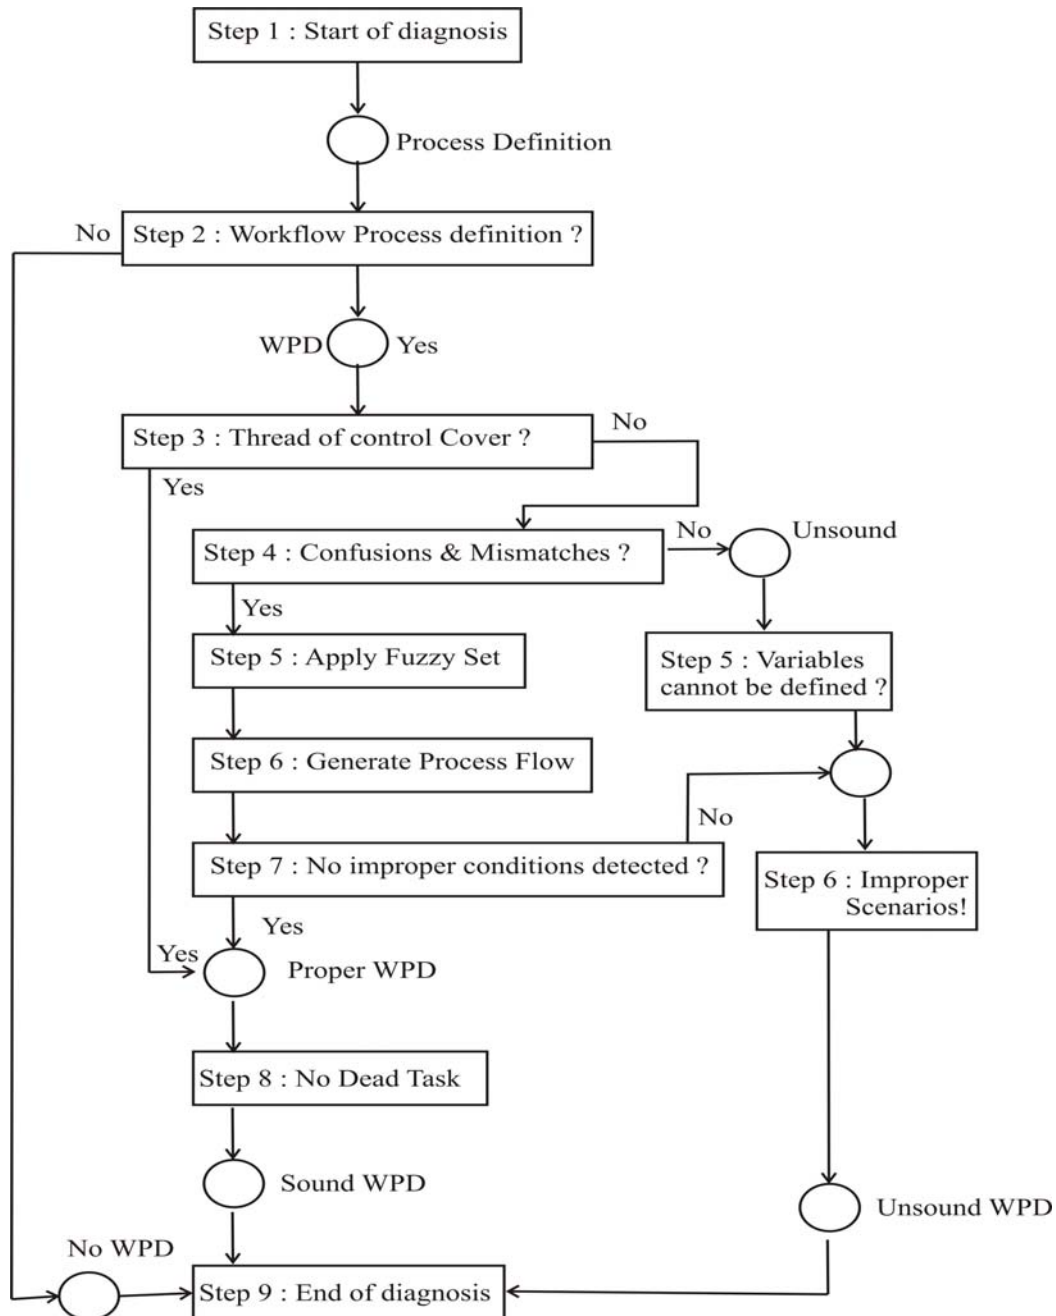 Step 1 : Start of diagnosis
Process Definition
No
Step 2 : Workflow Process definition ?
WPD
Yes
Step 3 : Thread of control Cover ?
No
Yes
Step 4 : Confusions & Mismatches ?
No
Unsound
Yes
Step 5 : Apply Fuzzy Set
Step 5 : Variables
cannot be defined ?
Step 6 : Generate Process Flow
No
Step 7 : No improper conditions detected ?
Step 6 : Improper
Scenarios!
Yes
Yes
Proper WPD
Step 8 : No Dead Task
Sound WPD
Unsound WPD
No WPD
Step 9 : End of diagnosis